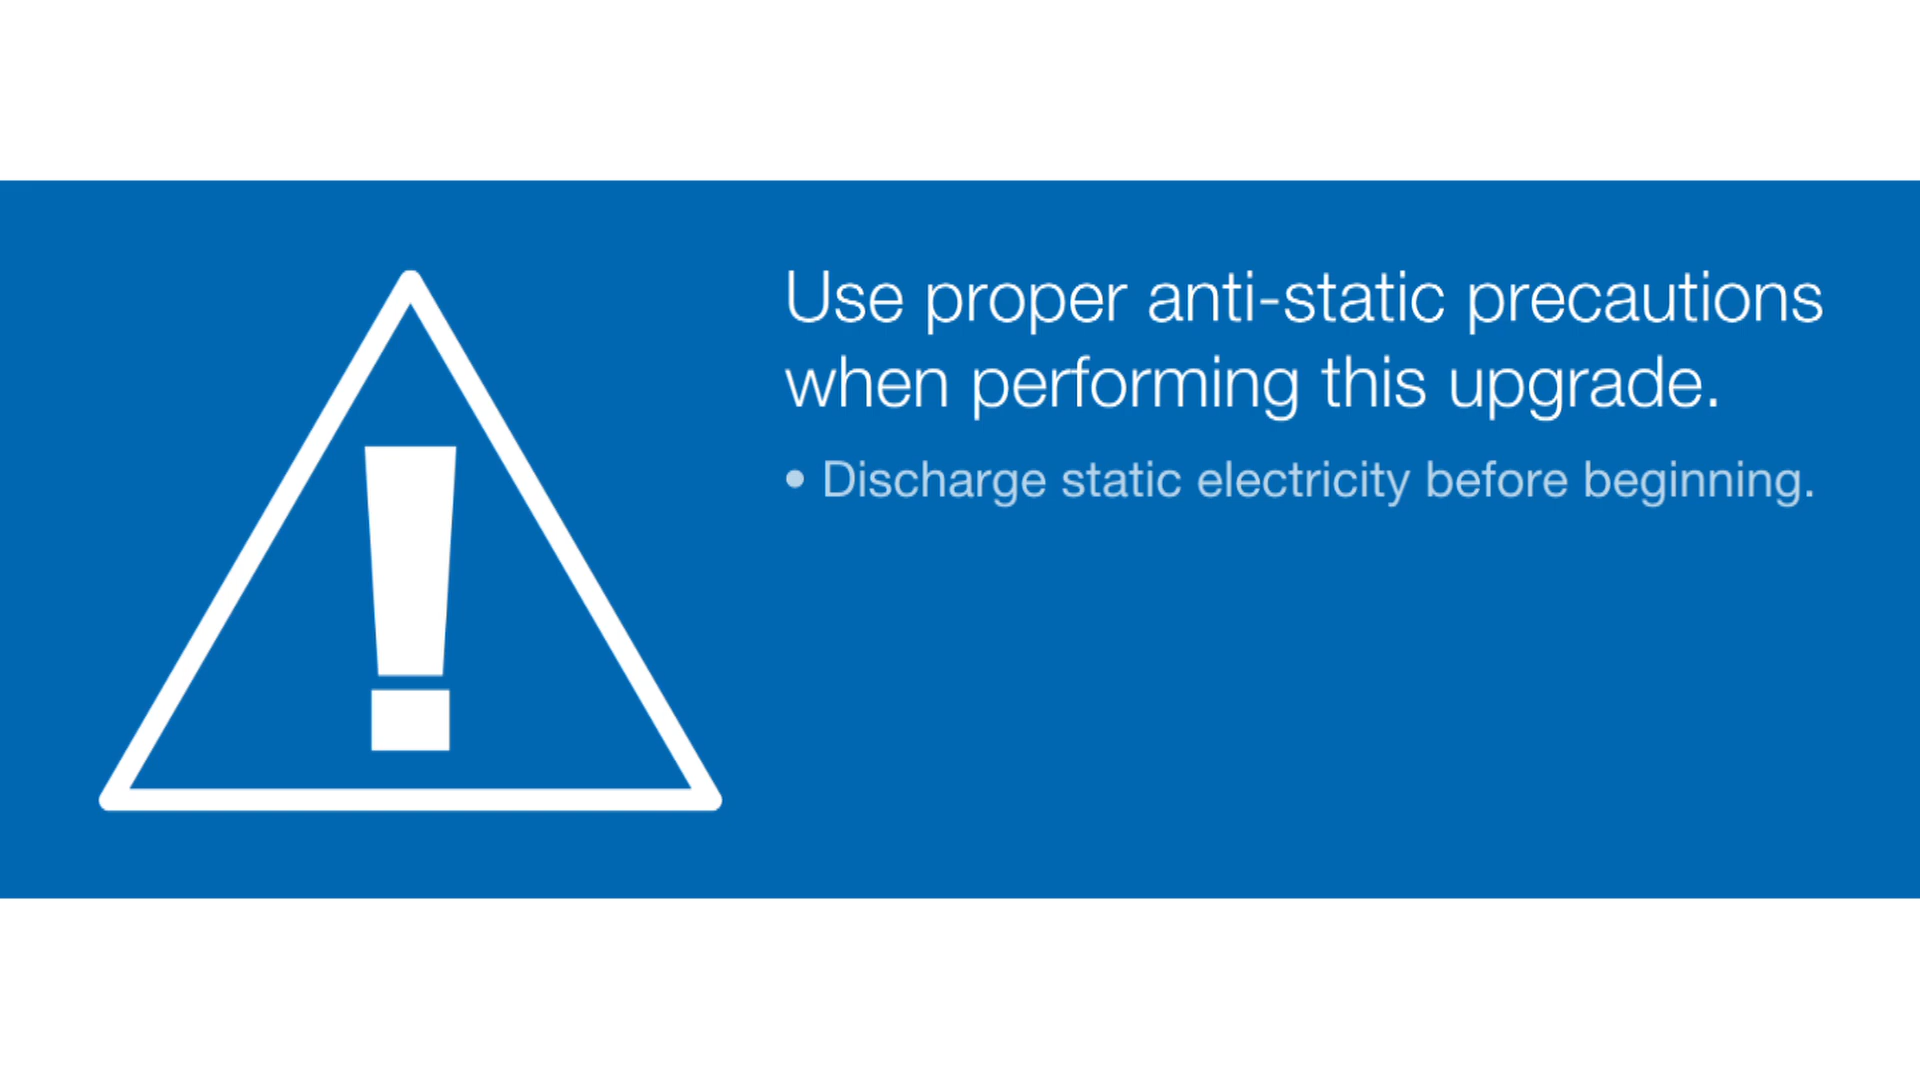 Use proper anti-static precautions
when performing this upgrade.
• Discharge static electricity before beginning.